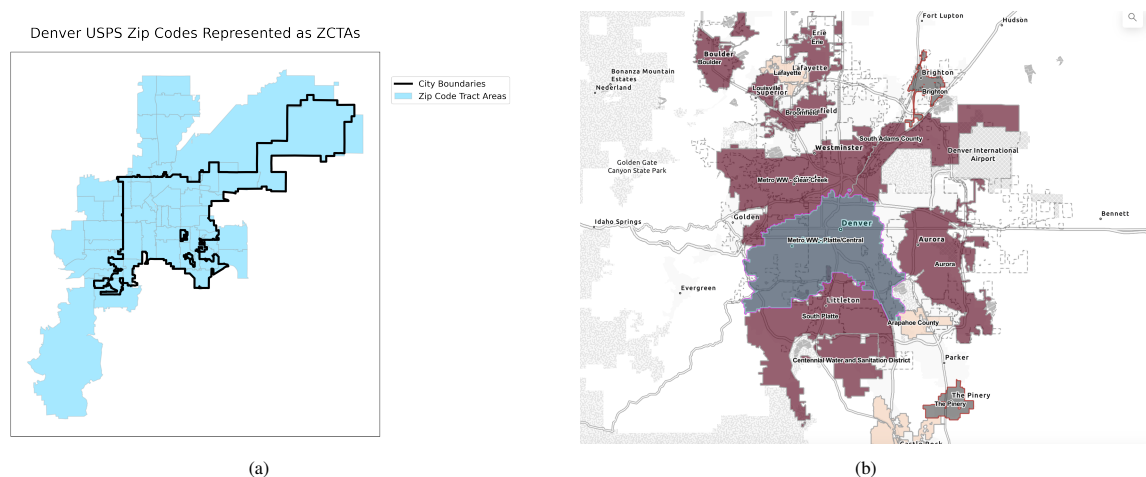 Denver USPS Zip Codes Represented as ZCTAs
City Boundaries
Zip Code Tract Areas
(a)
Fort Lupton
Hudson
Erie
Erie
Boulder
Boulder
Lafayette
Lafayette
Bonanza Mountain
Estates
Nederland
Brighton
Brighton
Louisville
Superior
Broomfield
South Adams County
Westminster
Denver International
Airport
Golden Gate
Canyon State Park
Metro WW - Clear Creek
Idaho Springs
Golden
Denver
Bennett
Metro WW - Platte/Central
Aurora
Aurora
Evergreen
Littleton
South Platte
Arapahoe County
Centennial Water and Sanitation District
Parker
The Pinery
The Pinery
Castle Rock
(b)